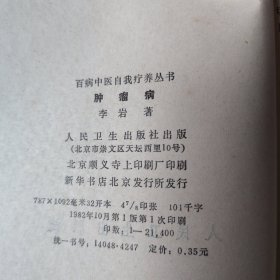 百病中医自我疗养丛书
肿瘤病
李岩 著
人民卫生出版社出版
(北京市崇文区天坛西里10号)
北京顺义寺上印刷厂印刷
新华书店北京发行所发行
787×1092毫米32开本 4⅞印张 101千字
1982年10月第1版第1次印刷
印数:1—21,400
统一书号:14048·4247 定价:0.35元